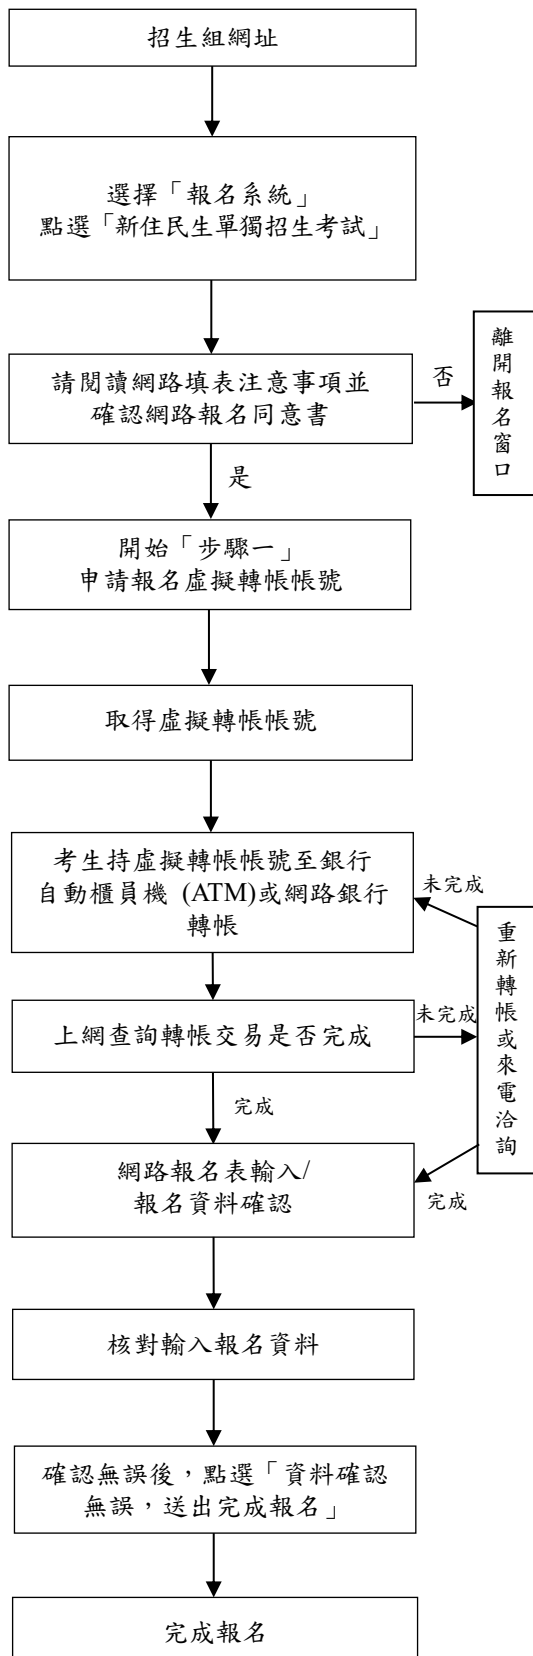 招生組網址
選擇「報名系統」
點選「新住民生單獨招生考試」
請閱讀網路填表注意事項並
確認網路報名同意書
否
離開報名窗口
是
開始「步驟一」
申請報名虛擬轉帳帳號
取得虛擬轉帳帳號
考生持虛擬轉帳帳號至銀行
自動櫃員機 (ATM)或網路銀行
轉帳
未完成
上網查詢轉帳交易是否完成
未完成
重新轉帳或來電洽詢
完成
網路報名表輸入/
報名資料確認
完成
核對輸入報名資料
確認無誤後，點選「資料確認
無誤，送出完成報名」
完成報名